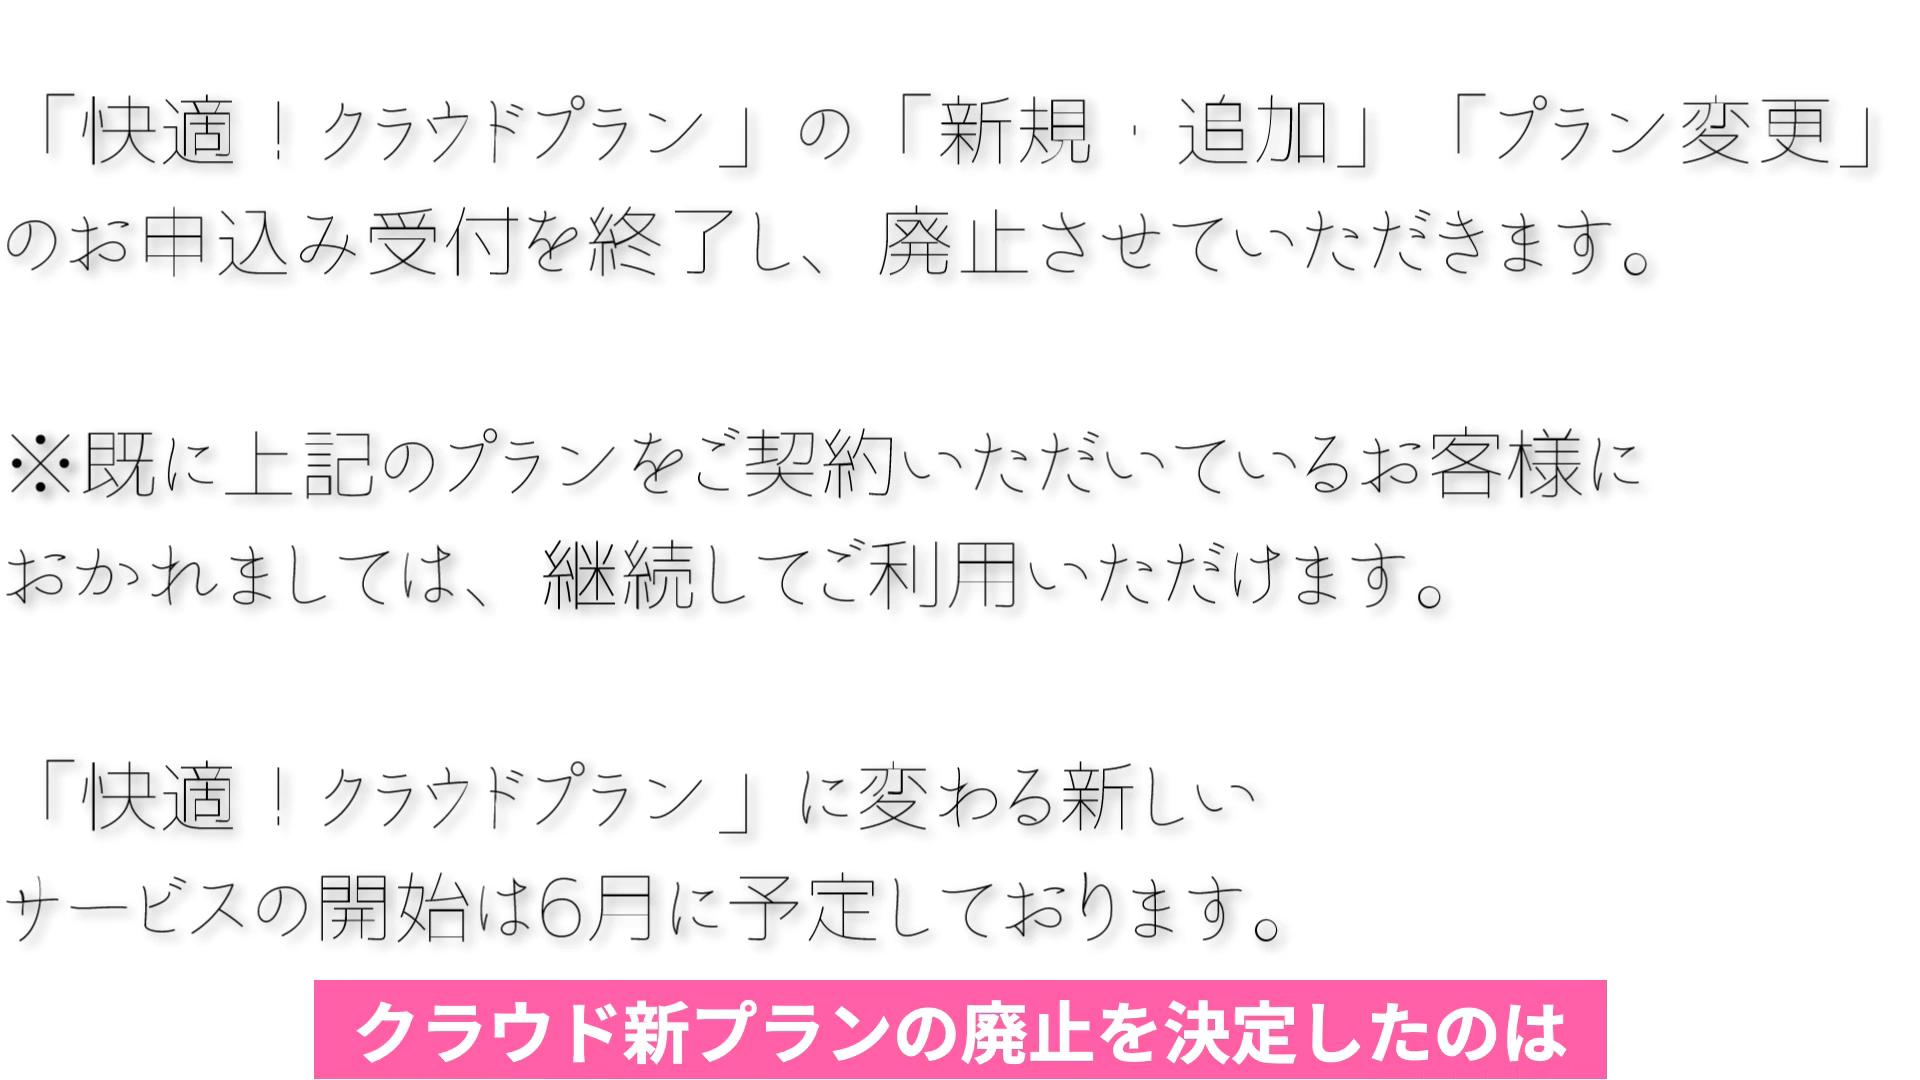 「快適！クラウドプラン」の「新規・追加」「プラン変更」
のお申込み受付を終了し、廃止させていただきます。
※既に上記のプランをご契約いただいているお客様に
おかれましては、継続してご利用いただけます。
「快適！クラウドプラン」に変わる新しい
サービスの開始は6月に予定しております。
クラウド新プランの廃止を決定したのは